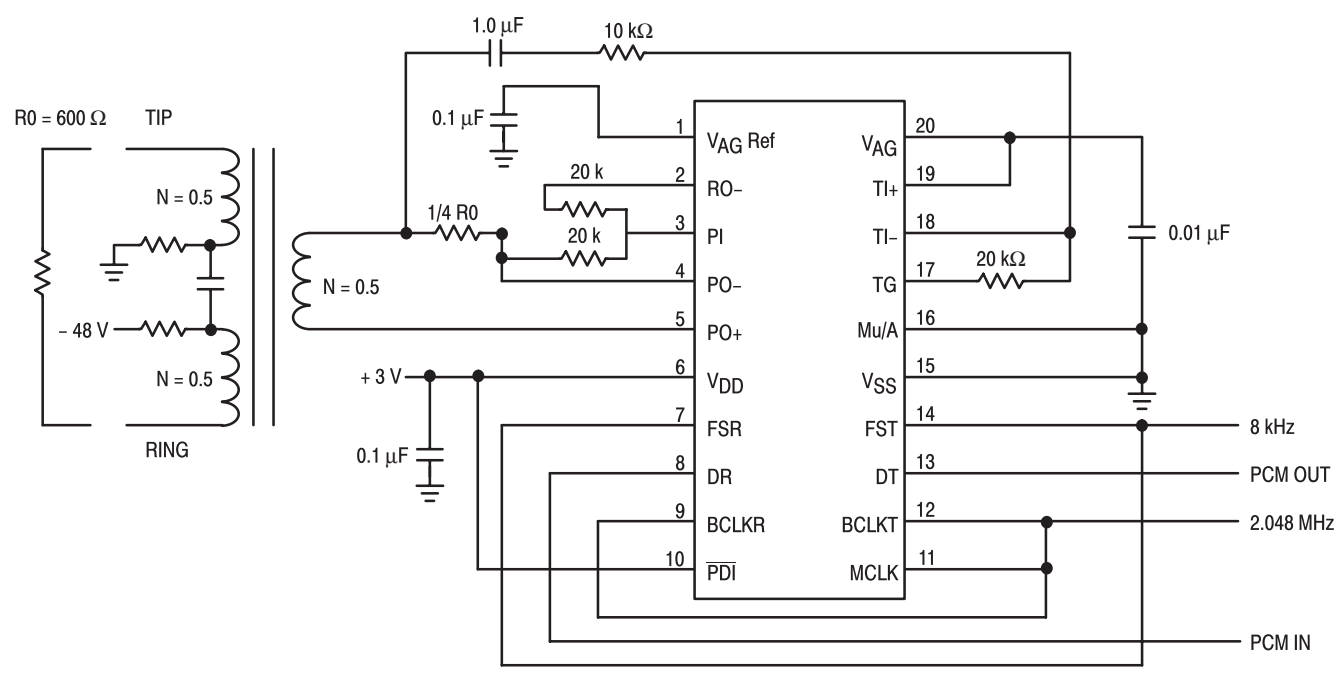 1.0 μF
10 kΩ
R0 = 600 Ω
TIP
0.1 μF
N = 0.5
– 48 V
N = 0.5
RING
N = 0.5
1/4 R0
20 k
20 k
+ 3 V
0.1 μF
1
VAG Ref
2
RO–
3
PI
4
PO–
5
PO+
6
VDD
7
FSR
8
DR
9
BCLKR
10
PDI
20
VAG
19
TI+
18
TI–
17
TG
20 kΩ
16
Mu/A
15
VSS
14
FST
13
DT
12
BCLKT
11
MCLK
0.01 μF
8 kHz
PCM OUT
2.048 MHz
PCM IN